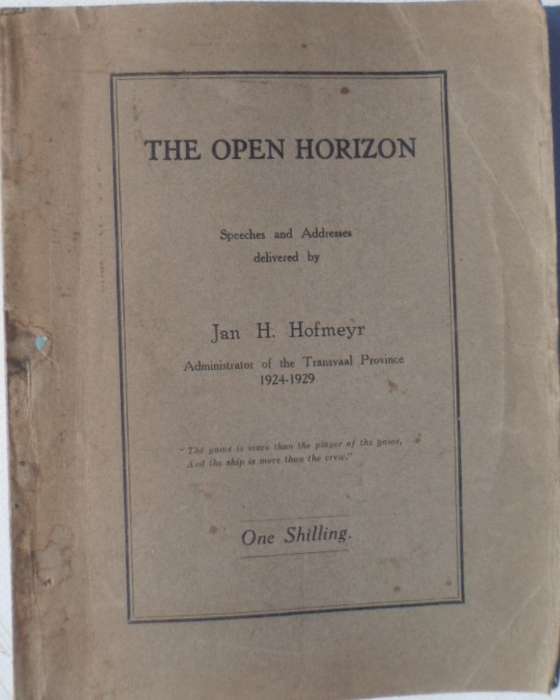 THE OPEN HORIZON
Speeches and Addresses
delivered by
Jan H. Hofmeyr
Administrator of the Transvaal Province
1924-1929
"The game is more than the player of the game,
And the ship is more than the crew."
One Shilling.